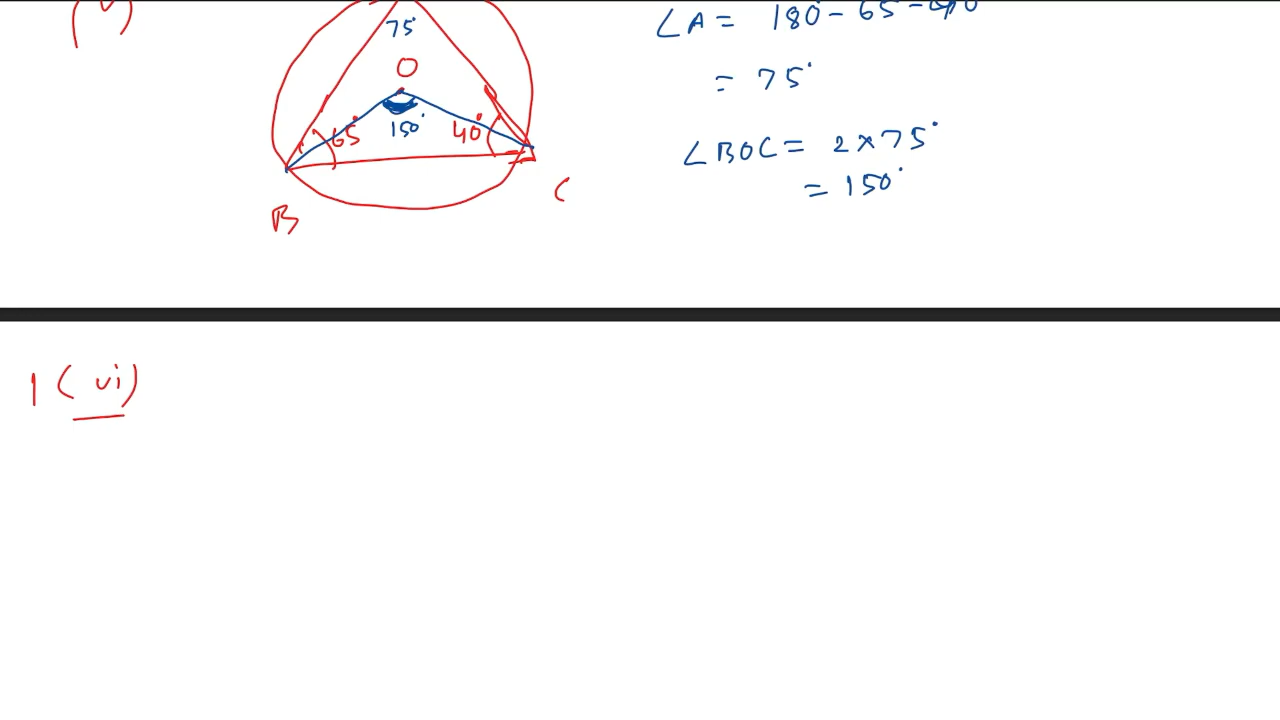 (v)
∠A = 180 - 65 - 40
75°
= 75°
O
65°
150°
40°
∠BOC = 2 × 75°
= 150°
B
C
1 (vi)